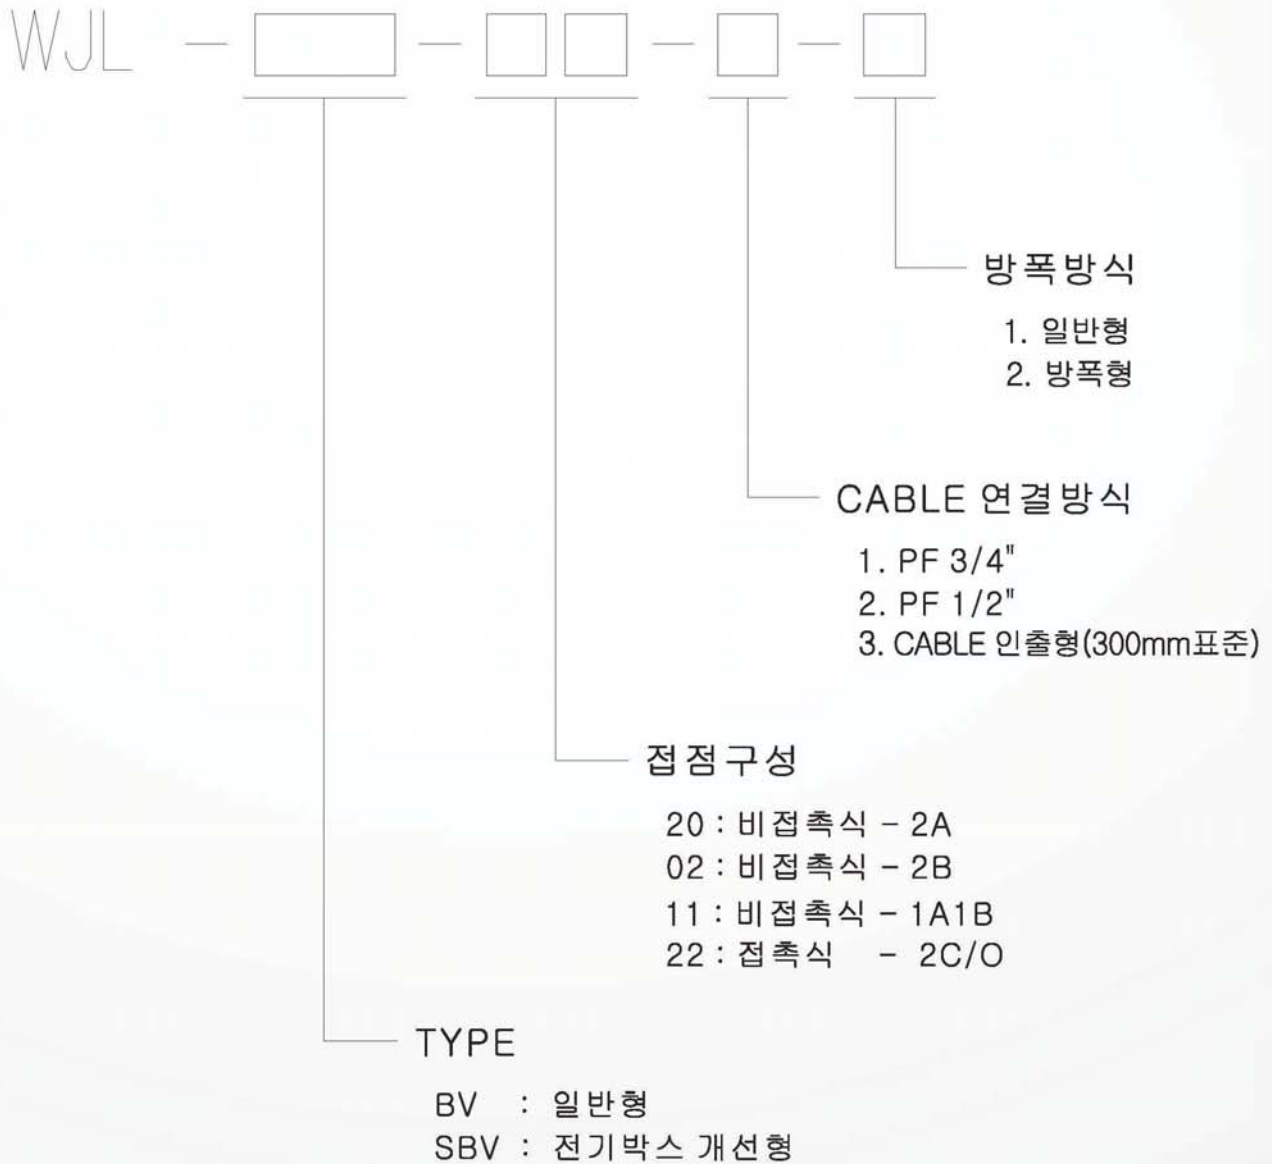 WJL - -  - -
방폭방식
1. 일반형
2. 방폭형
CABLE 연결방식
1. PF 3/4"
2. PF 1/2"
3. CABLE 인출형(300mm표준)
접점구성
20 : 비접촉식 - 2A
02 : 비접촉식 - 2B
11 : 비접촉식 - 1A1B
22 : 접촉식 - 2C/O
TYPE
BV : 일반형
SBV : 전기박스 개선형